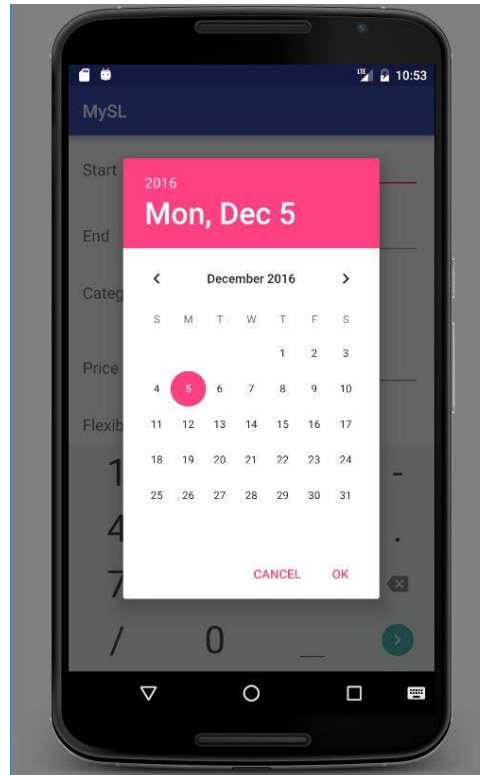 LTE 10:53
MySL
Start
2016
Mon, Dec 5
End
December 2016
Categ
S M T W T F S
1 2 3
Price
4 5 6 7 8 9 10
Flexib
11 12 13 14 15 16 17
18 19 20 21 22 23 24
1 -
25 26 27 28 29 30 31
4 .
CANCEL OK
7
/ 0 _